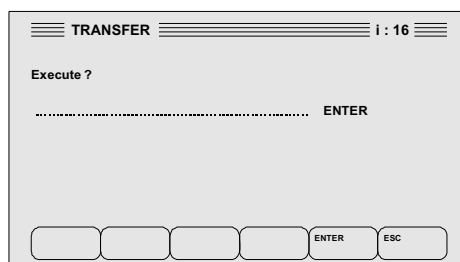 TRANSFER i : 16
Execute ?
........................................................... ENTER
ENTER ESC